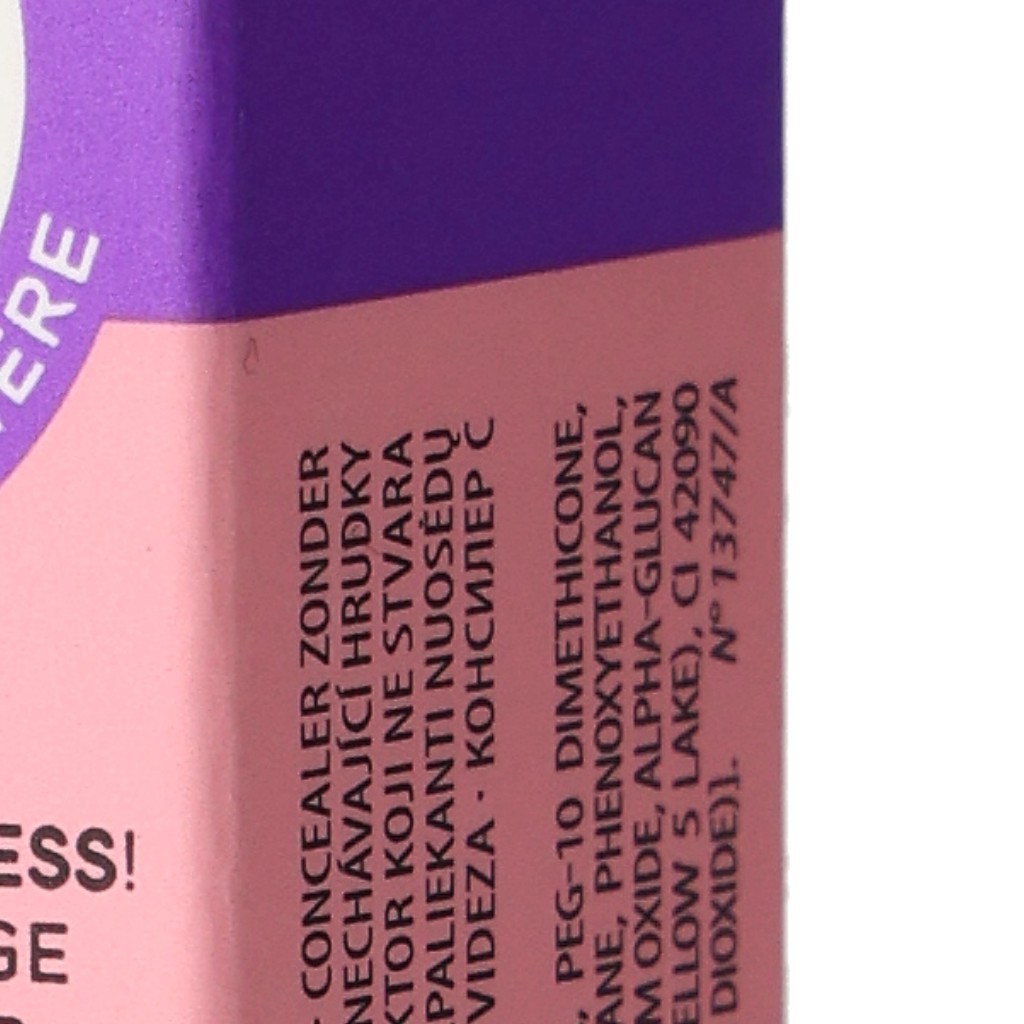 ESS!
GE
CONCEALER ZONDER
NECHÁVAJÍCÍ HRUDKY
KTOR KOJI NE STVARA
PALIEKANTI NUOSĖDŲ
VIDEZA · КОНСИЛЕР С
, PEG-10 DIMETHICONE,
ANE, PHENOXYETHANOL,
M OXIDE, ALPHA-GLUCAN
ELLOW 5 LAKE), CI 42090
DIOXIDE)]. N° 13747/A